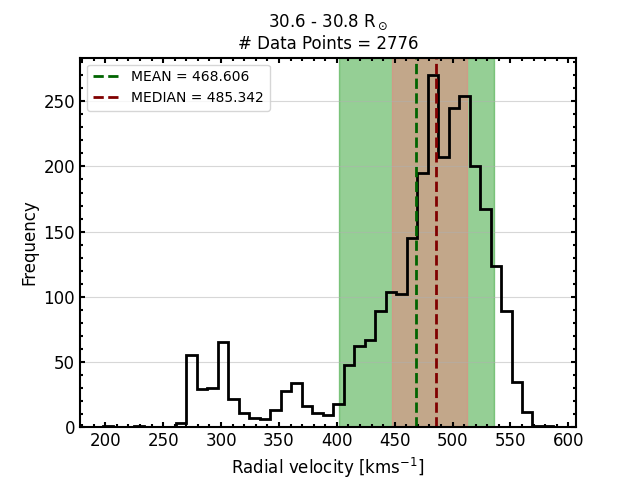 30.6 - 30.8 R⊙
# Data Points = 2776
MEAN = 468.606
MEDIAN = 485.342
Frequency
250
200
150
100
50
0
200 250 300 350 400 450 500 550 600
Radial velocity [kms⁻¹]